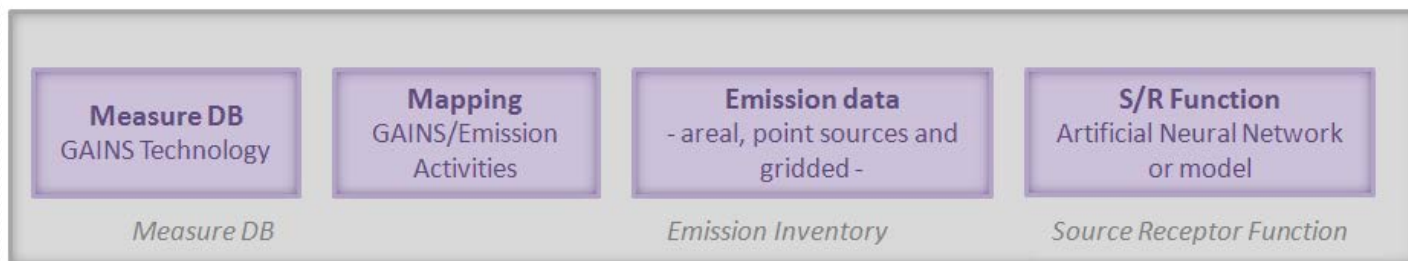 Measure DB
GAINS Technology
Mapping
GAINS/Emission
Activities
Emission data
- areal, point sources and
gridded -
S/R Function
Artificial Neural Network
or model
Measure DB
Emission Inventory
Source Receptor Function